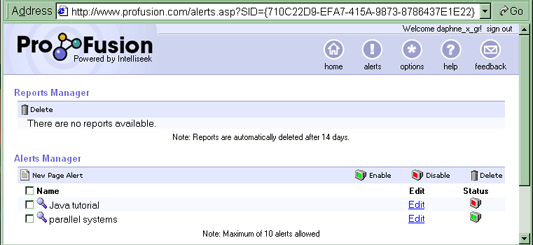 Address http://www.profusion.com/alerts.asp?SID={710C22D9-EFA7-415A-9873-8786437E1E22} Go
Welcome daphne_x_gr! sign out
ProFusion
Powered by Intelliseek
home alerts options help feedback
Reports Manager
Delete
There are no reports available.
Note: Reports are automatically deleted after 14 days.
Alerts Manager
New Page Alert Enable Disable Delete
Name Edit Status
Java tutorial Edit
parallel systems Edit
Note: Maximum of 10 alerts allowed